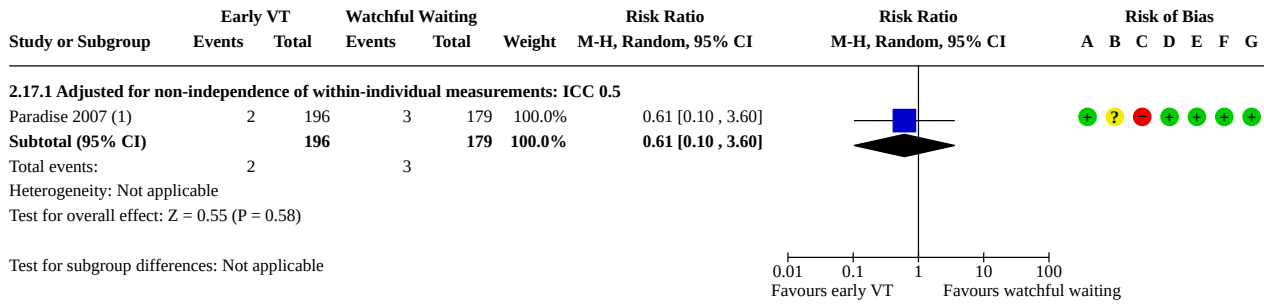 Early VT Watchful Waiting Risk Ratio Risk Ratio Risk of Bias
Study or Subgroup Events Total Events Total Weight M-H, Random, 95% CI M-H, Random, 95% CI A B C D E F G
2.17.1 Adjusted for non-independence of within-individual measurements: ICC 0.5
Paradise 2007 (1) 2 196 3 179 100.0% 0.61 [0.10 , 3.60] + ? − + + + +
Subtotal (95% CI) 196 179 100.0% 0.61 [0.10 , 3.60]
Total events: 2 3
Heterogeneity: Not applicable
Test for overall effect: Z = 0.55 (P = 0.58)
Test for subgroup differences: Not applicable
0.01 0.1 1 10 100
Favours early VT Favours watchful waiting